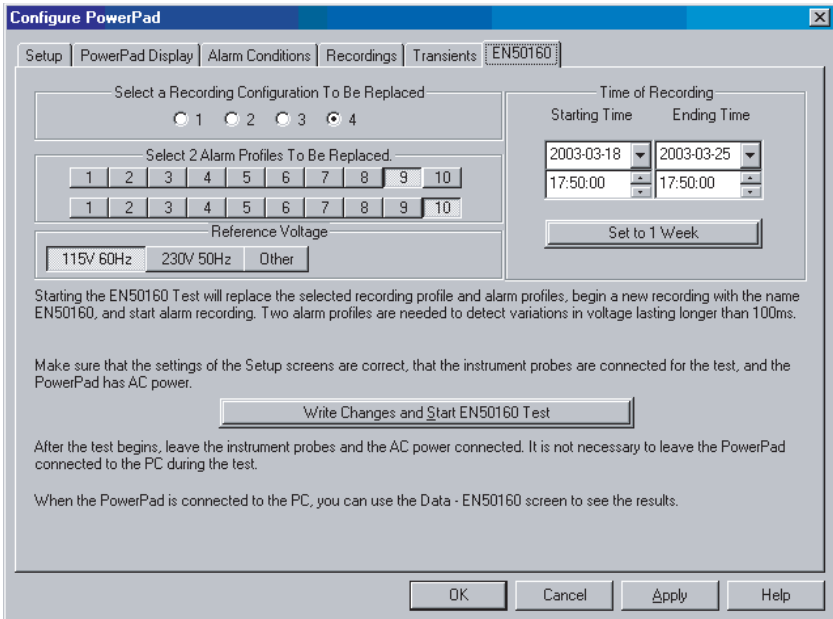 Configure PowerPad
Setup PowerPad Display Alarm Conditions Recordings Transients EN50160
Select a Recording Configuration To Be Replaced
1 2 3 4
Select 2 Alarm Profiles To Be Replaced.
1 2 3 4 5 6 7 8 9 10
1 2 3 4 5 6 7 8 9 10
Reference Voltage
115V 60Hz 230V 50Hz Other
Time of Recording
Starting Time Ending Time
2003-03-18 2003-03-25
17:50:00 17:50:00
Set to 1 Week
Starting the EN50160 Test will replace the selected recording profile and alarm profiles, begin a new recording with the name
EN50160, and start alarm recording. Two alarm profiles are needed to detect variations in voltage lasting longer than 100ms.
Make sure that the settings of the Setup screens are correct, that the instrument probes are connected for the test, and the
PowerPad has AC power.
Write Changes and Start EN50160 Test
After the test begins, leave the instrument probes and the AC power connected. It is not necessary to leave the PowerPad
connected to the PC during the test.
When the PowerPad is connected to the PC, you can use the Data - EN50160 screen to see the results.
OK Cancel Apply Help